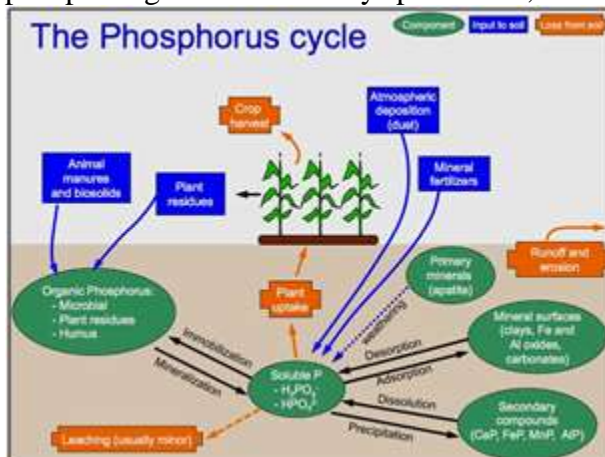 The Phosphorus cycle
Component
Input to soil
Loss from soil
Atmospheric
deposition
(dust)
Crop
harvest
Animal
manures
and biosolids
Plant
residues
Mineral
fertilizers
Primary
minerals
(apatite)
Runoff and
erosion
Organic Phosphorus:
- Microbial
- Plant residues
- Humus
Plant
uptake
weathering
Mineral surfaces
(clays, Fe and
Al oxides,
carbonates)
Desorption
Adsorption
Immobilization
Mineralization
Soluble P
- H₂PO₄⁻
- HPO₄²⁻
Dissolution
Precipitation
Secondary
compounds
(CaP, FeP, MnP, AlP)
Leaching (usually minor)